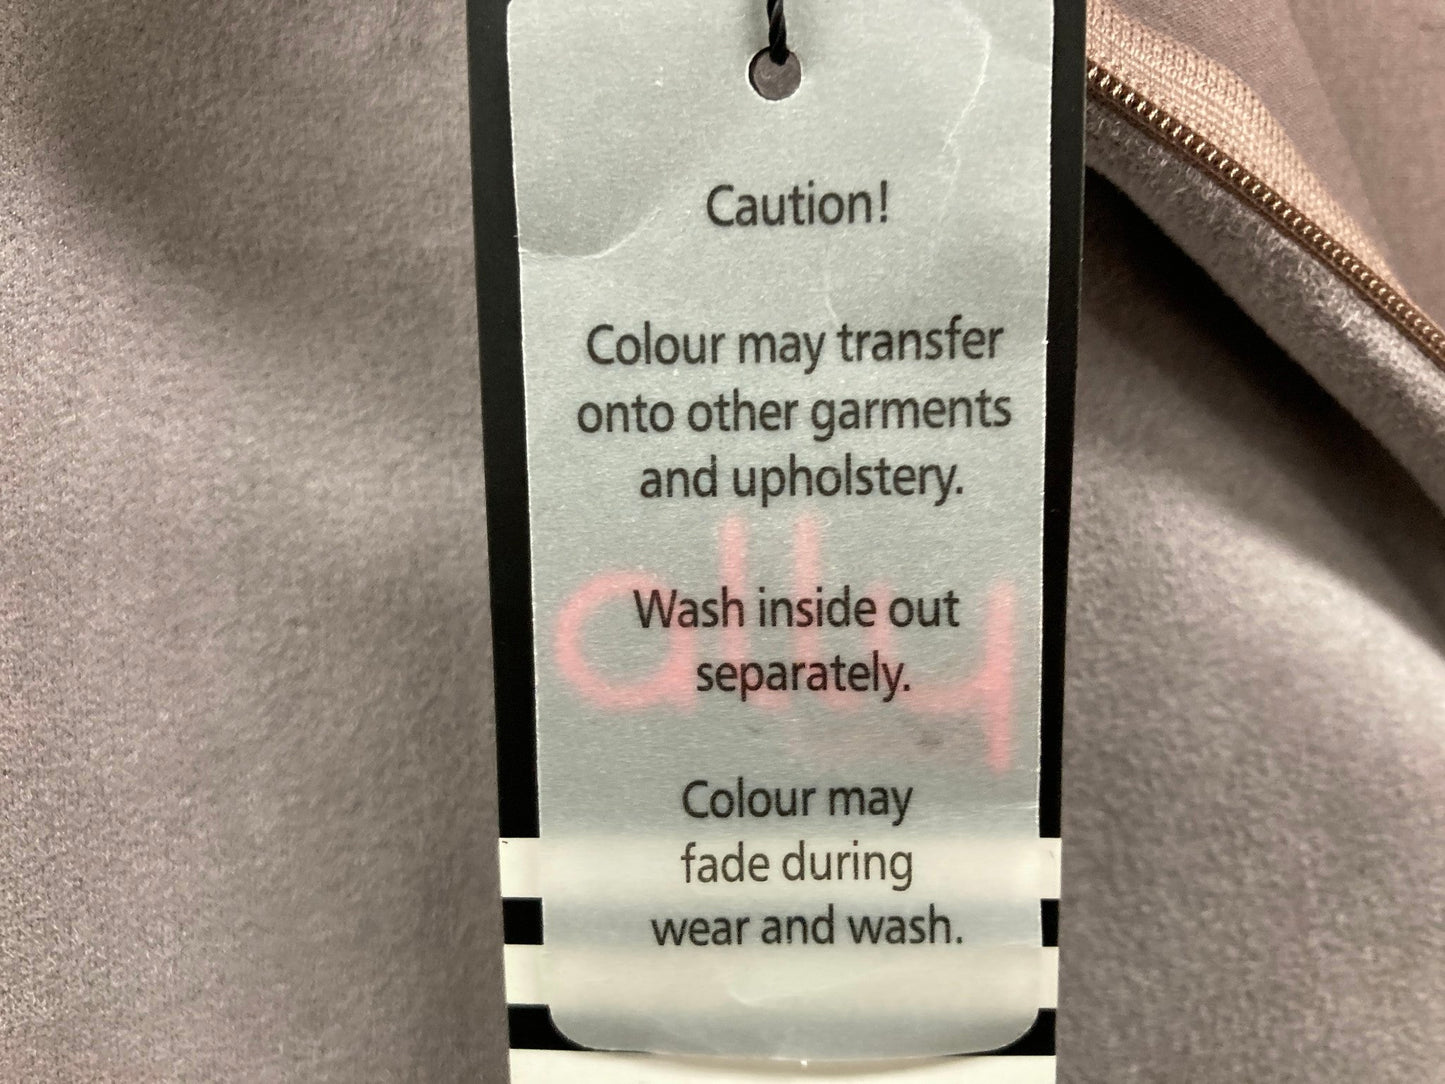 Caution!
Colour may transfer
onto other garments
and upholstery.
ally
Wash inside out
separately.
Colour may
fade during
wear and wash.